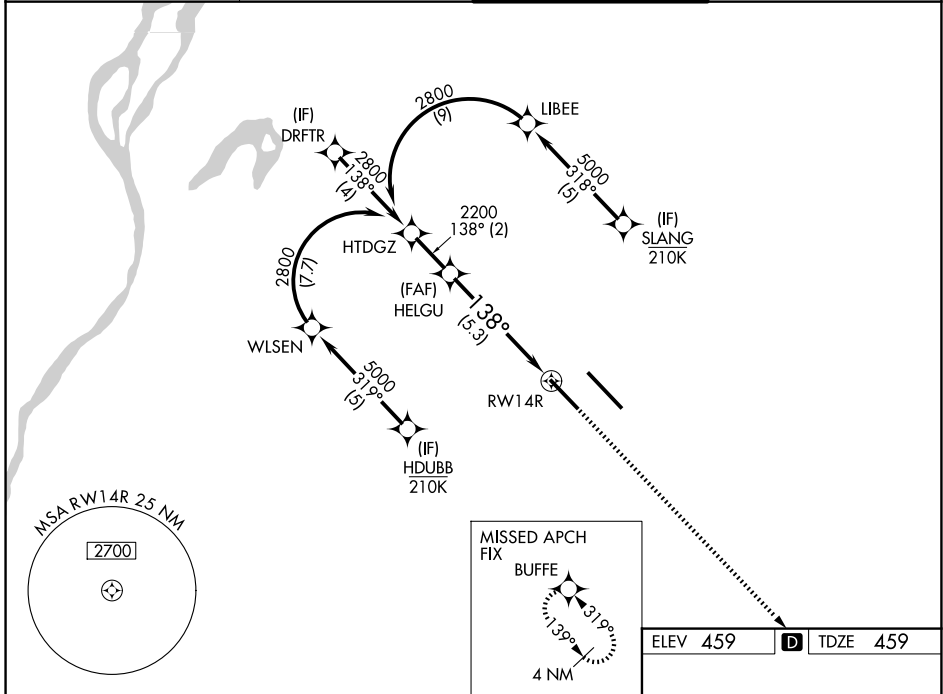 2800
(9)
LIBEE
(IF)
DRFTR
2800
138°
(4)
5000
318°
(5)
(IF)
SLANG
210K
2200
138° (2)
HTDGZ
2800
(7.7)
(FAF)
HELGU
138°
(5.3)
WLSEN
5000
319°
(5)
RW14R
(IF)
HDUBB
210K
MSA RW14R 25 NM
2700
MISSED APCH
FIX
BUFFE
319°
139°
4 NM
ELEV 459 D TDZE 459